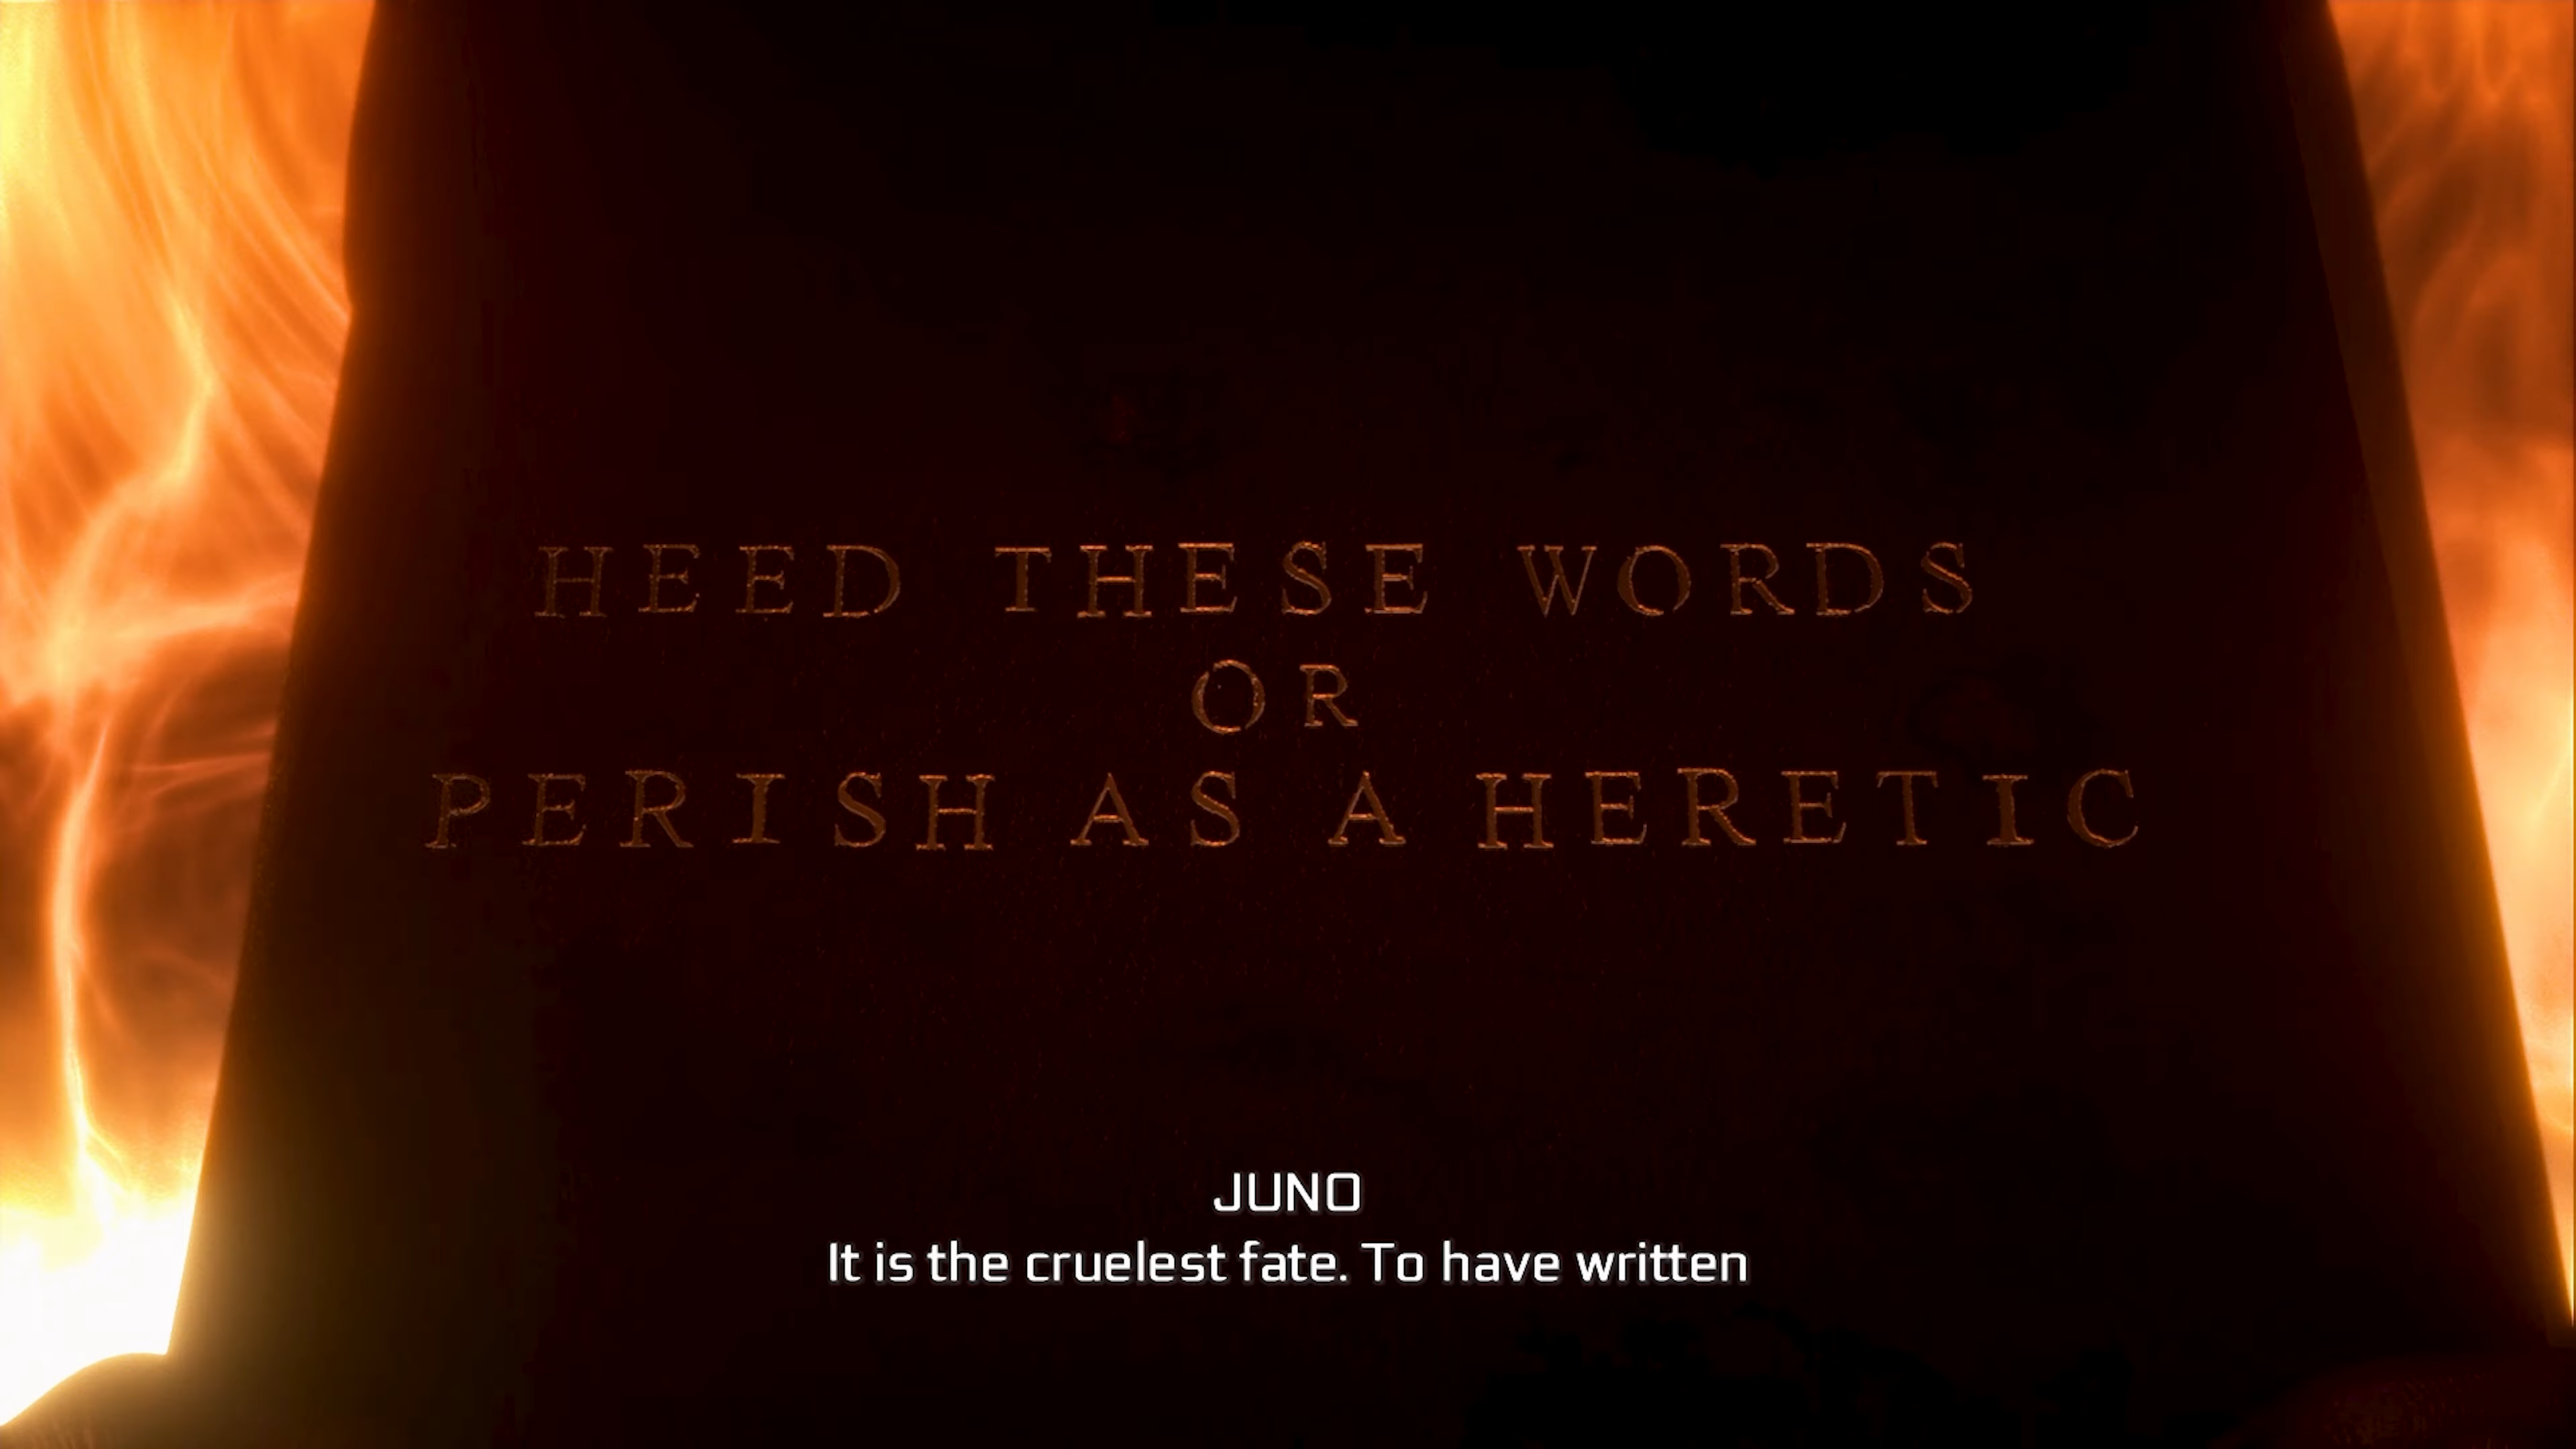 HEED THESE WORDS
OR
PERISH AS A HERETIC
JUNO
It is the cruelest fate. To have written